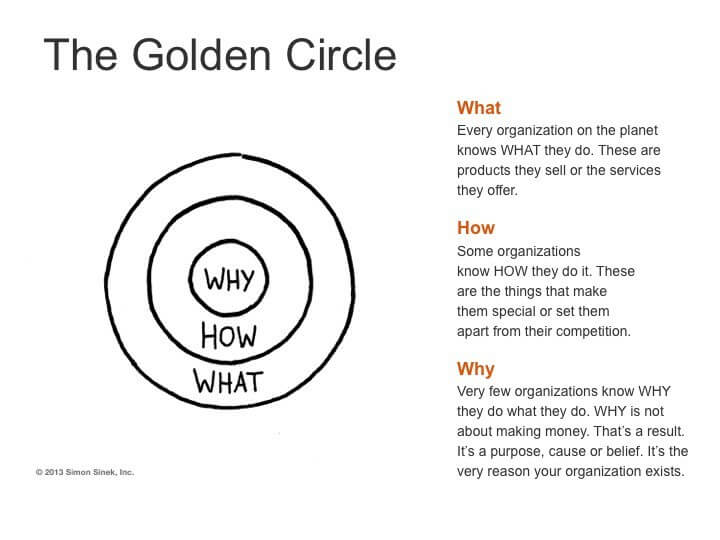 The Golden Circle
WHY
HOW
WHAT
What
Every organization on the planet
knows WHAT they do. These are
products they sell or the services
they offer.
How
Some organizations
know HOW they do it. These
are the things that make
them special or set them
apart from their competition.
Why
Very few organizations know WHY
they do what they do. WHY is not
about making money. That’s a result.
It’s a purpose, cause or belief. It’s the
very reason your organization exists.
© 2013 Simon Sinek, Inc.